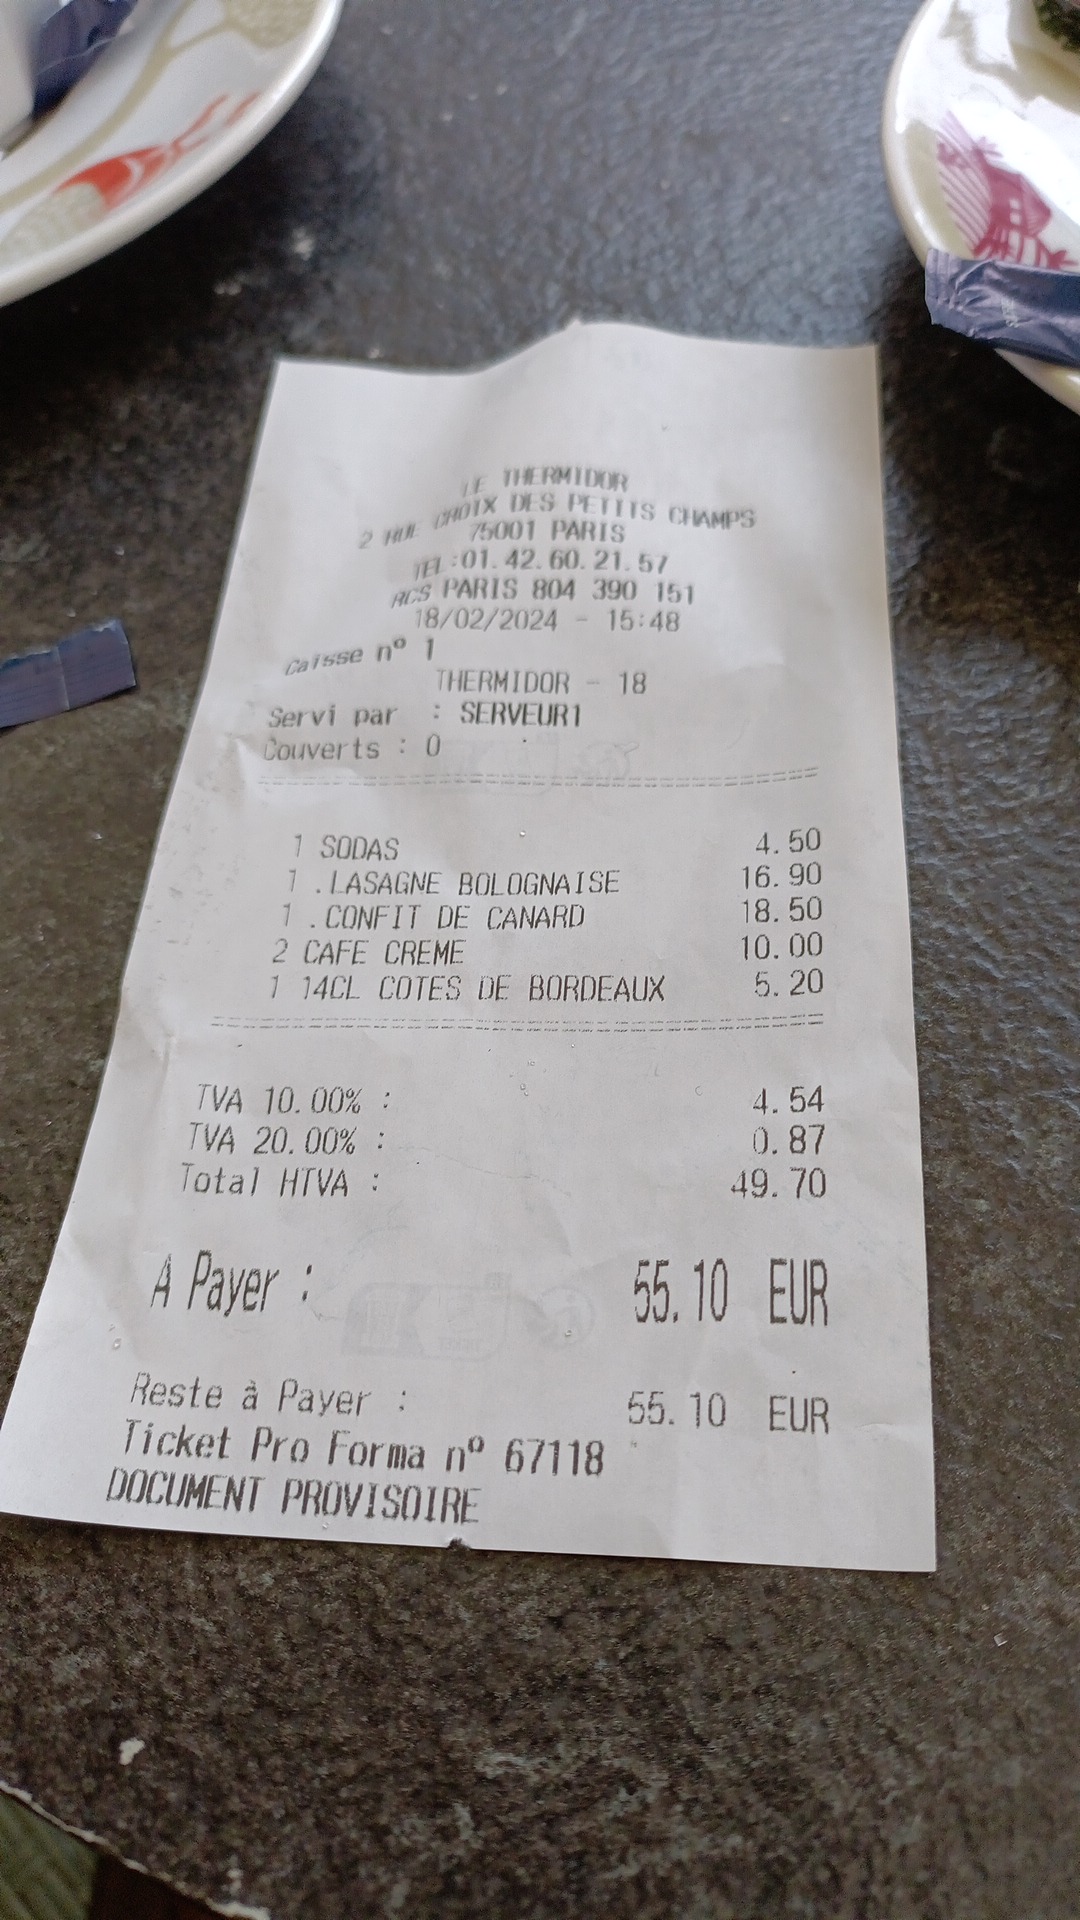 LE THERMIDOR
2 RUE CROIX DES PETITS CHAMPS
75001 PARIS
TEL:01.42.60.21.57
RCS PARIS 804 390 151
18/02/2024 - 15:48
Caisse nº 1
THERMIDOR - 18
Servi par : SERVEUR1
Couverts : 0
1 SODAS 4.50
1 .LASAGNE BOLOGNAISE 16.90
1 .CONFIT DE CANARD 18.50
2 CAFE CREME 10.00
1 14CL COTES DE BORDEAUX 5.20
TVA 10.00% : 4.54
TVA 20.00% : 0.87
Total HTVA : 49.70
A Payer : 55.10 EUR
Reste à Payer : 55.10 EUR
Ticket Pro Forma nº 67118
DOCUMENT PROVISOIRE